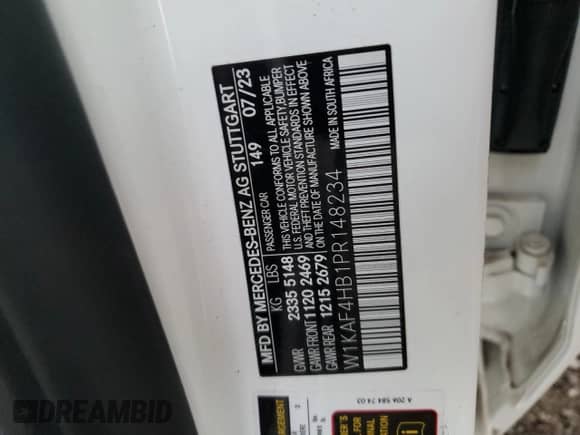 MFD BY MERCEDES-BENZ AG STUTTGART
PASSENGER CAR 149 07/23
KG LBS
GVWR 2335 5148
GAWR FRONT 1120 2469
GAWR REAR 1215 2679
THIS VEHICLE CONFORMS TO ALL APPLICABLE
U.S. FEDERAL MOTOR VEHICLE SAFETY, BUMPER
AND THEFT PREVENTION STANDARDS IN EFFECT
ON THE DATE OF MANUFACTURE SHOWN ABOVE
MADE IN SOUTH AFRICA
W1KAF4HB1PR148234
A 206 584 74 03
DREAMBID